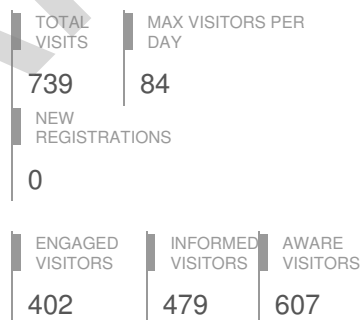 TOTAL VISITS
MAX VISITORS PER DAY
739
84
NEW REGISTRATIONS
0
ENGAGED VISITORS
INFORMED VISITORS
AWARE VISITORS
402
479
607